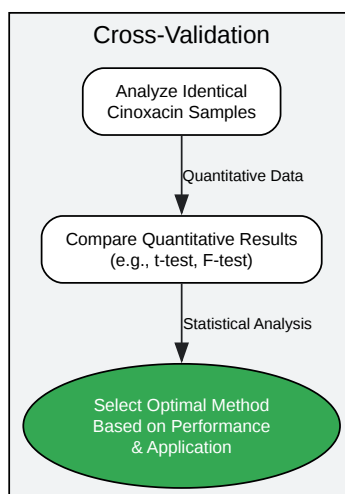 Cross-Validation
Analyze Identical
Cinoxacin Samples
Quantitative Data
Compare Quantitative Results
(e.g., t-test, F-test)
Statistical Analysis
Select Optimal Method
Based on Performance
& Application